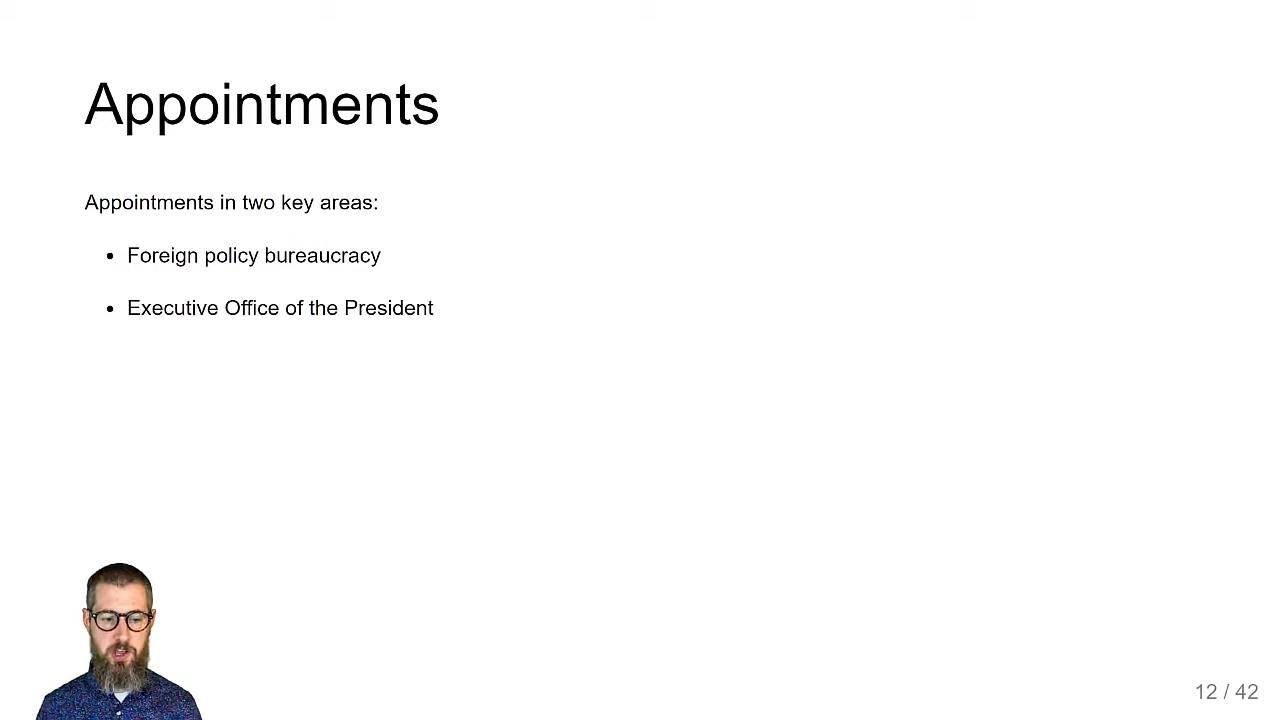 Appointments
Appointments in two key areas:
Foreign policy bureaucracy
Executive Office of the President
12 / 42